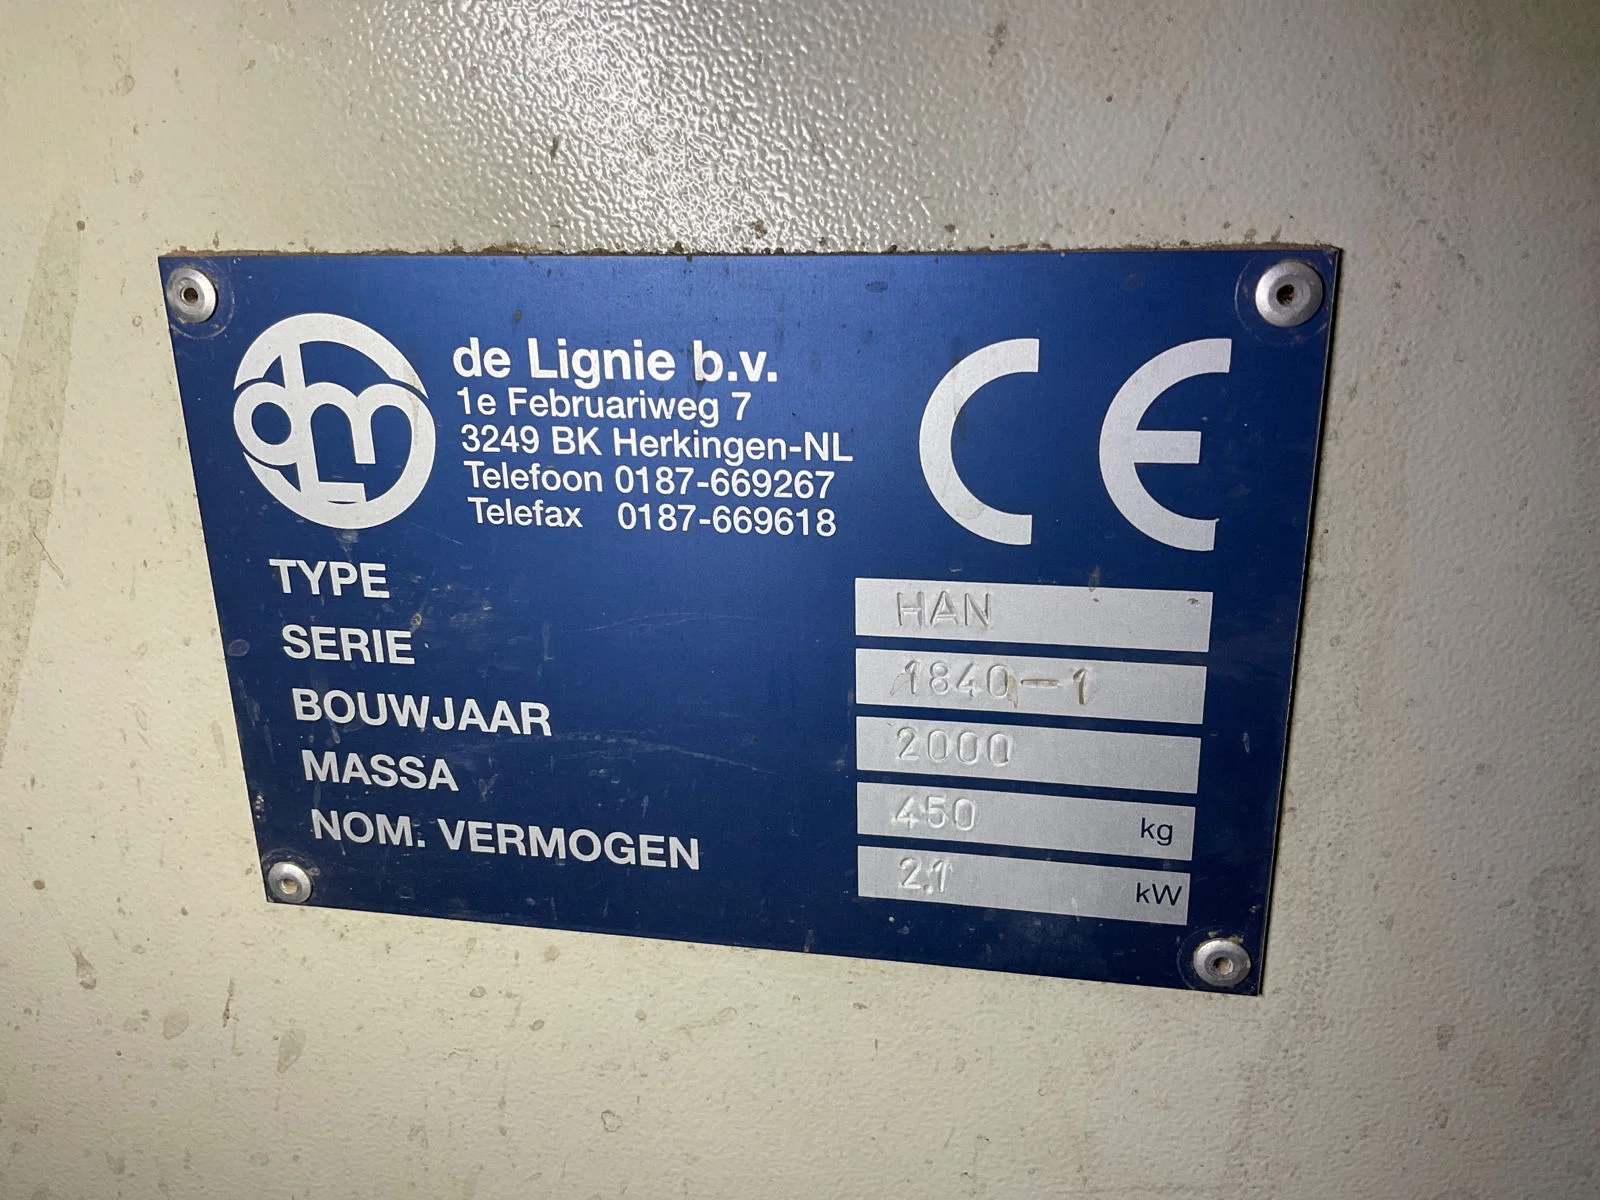 dLM
de Lignie b.v.
1e Februariweg 7
3249 BK Herkingen-NL
Telefoon 0187-669267
Telefax 0187-669618
CE
TYPE HAN
SERIE 1840-1
BOUWJAAR 2000
MASSA 450 kg
NOM. VERMOGEN 2.1 kW